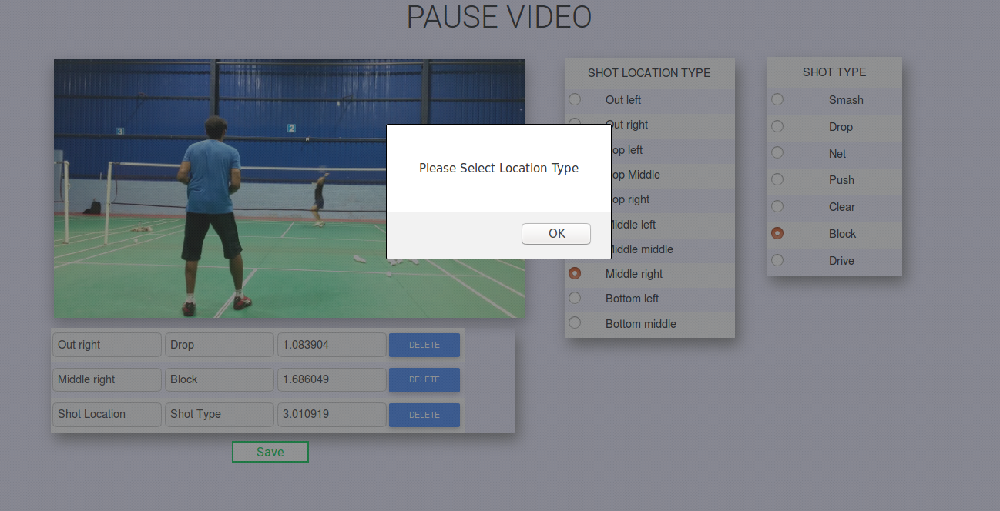 PAUSE VIDEO
3
2
Please Select Location Type
OK
SHOT LOCATION TYPE
Out left
Out right
op left
op Middle
op right
Middle left
Middle middle
Middle right
Bottom left
Bottom middle
SHOT TYPE
Smash
Drop
Net
Push
Clear
Block
Drive
Out right Drop 1.083904 DELETE
Middle right Block 1.686049 DELETE
Shot Location Shot Type 3.010919 DELETE
Save